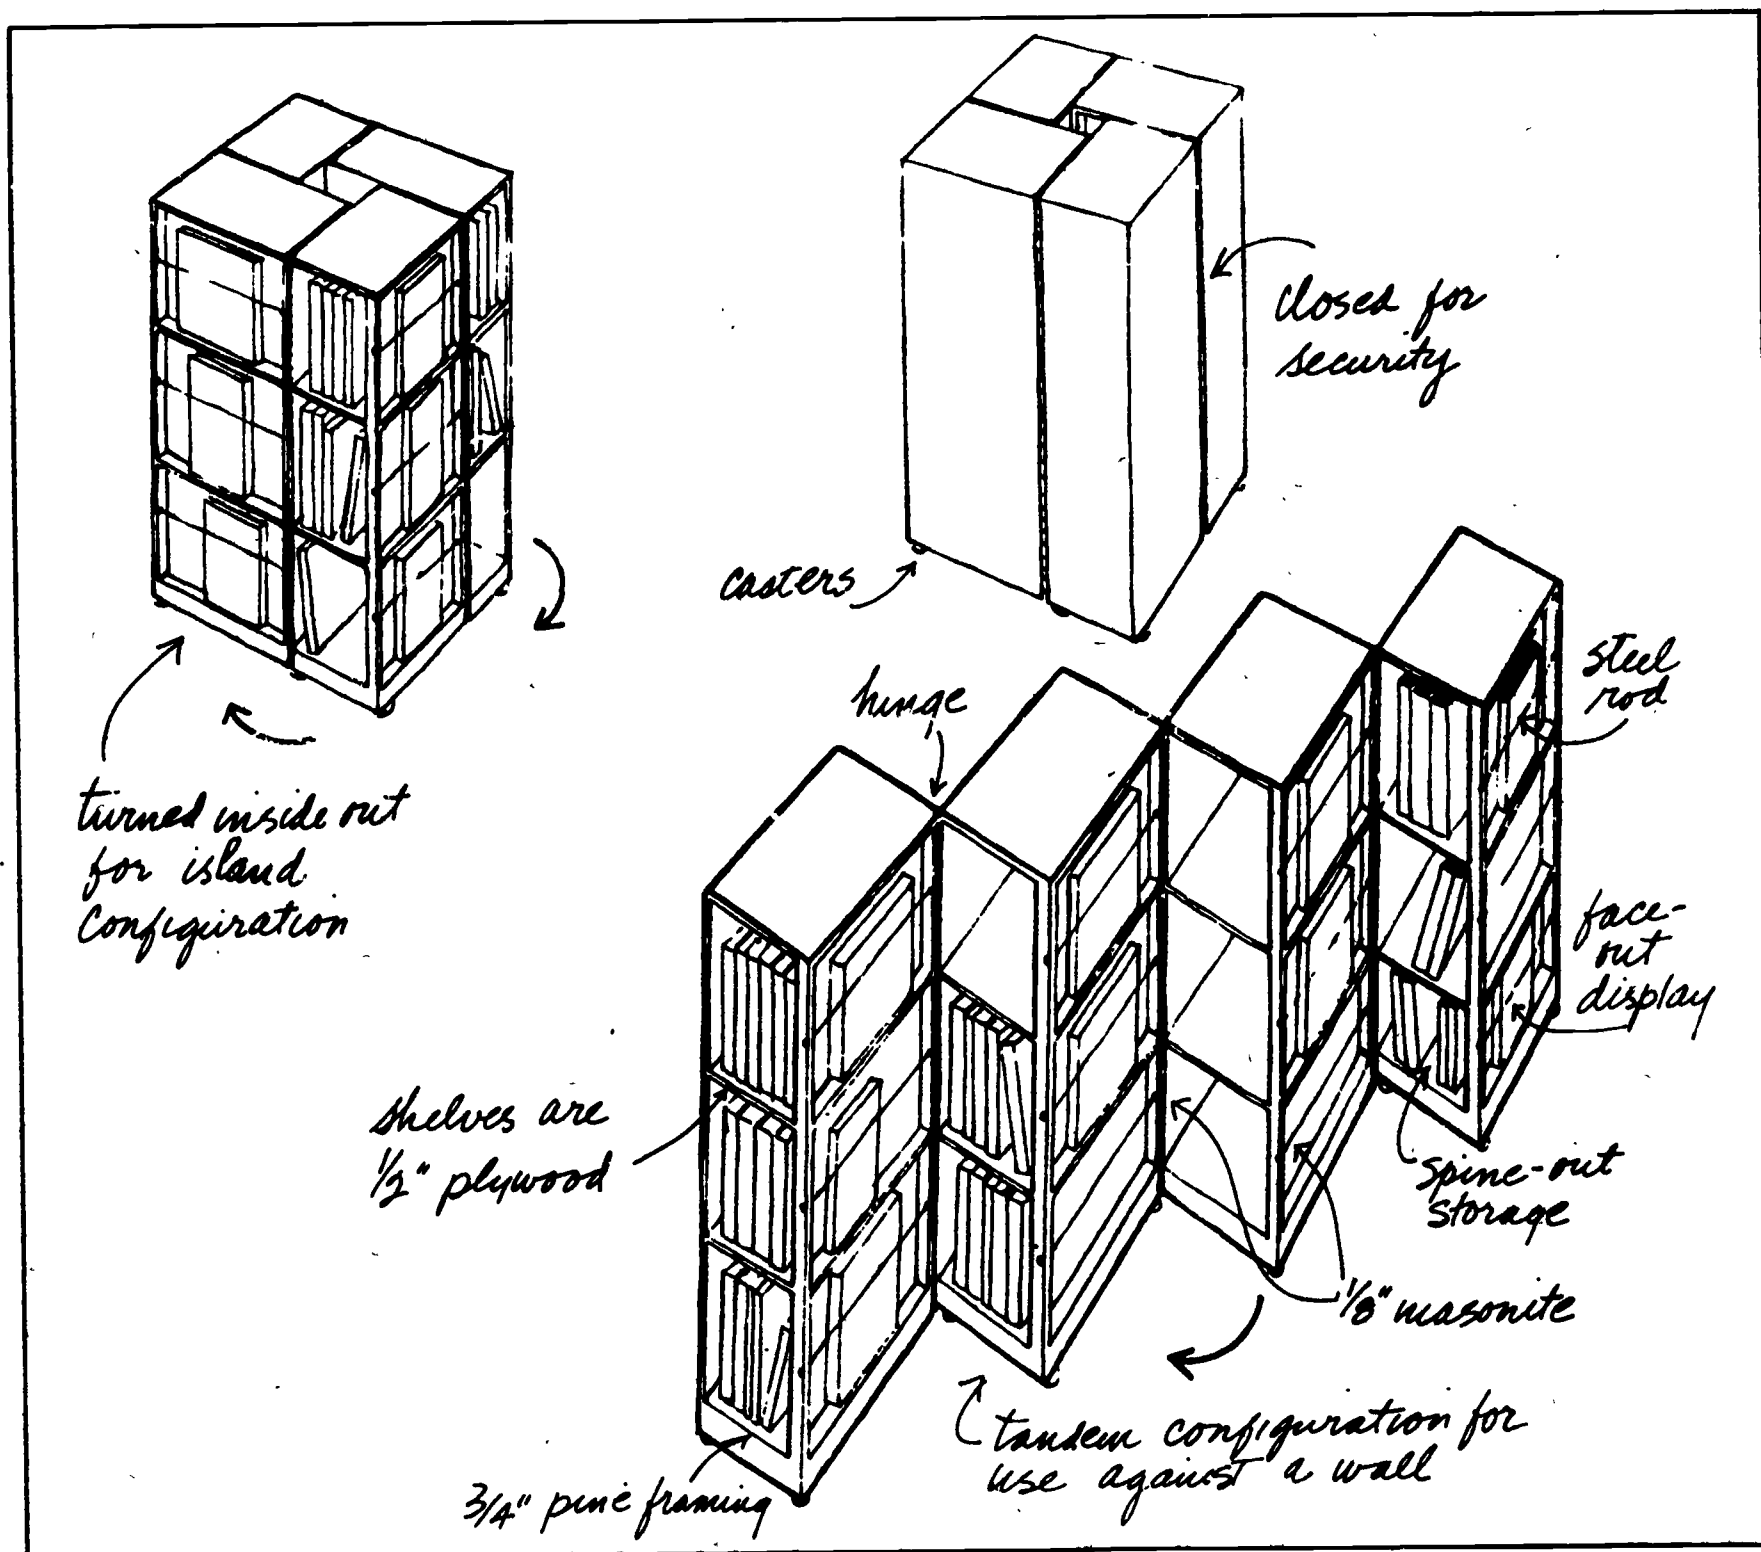 closed for
security
casters
steel
rod
hinge
turned inside out
for island
configuration
face-
out
display
shelves are
1/2" plywood
spine-out
storage
1/8" masonite
tandem configuration for
use against a wall
3/4" pine framing